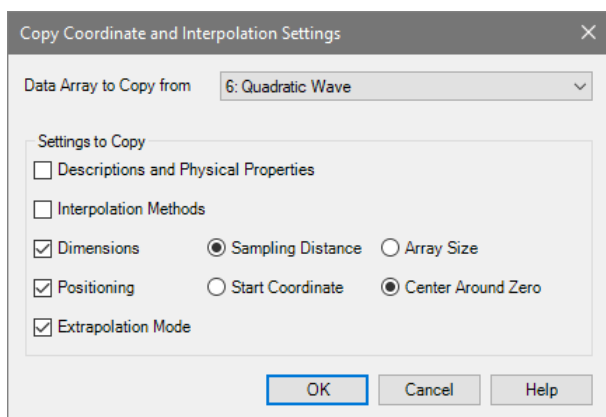 Copy Coordinate and Interpolation Settings
Data Array to Copy from 6: Quadratic Wave
Settings to Copy
Descriptions and Physical Properties
Interpolation Methods
Dimensions Sampling Distance Array Size
Positioning Start Coordinate Center Around Zero
Extrapolation Mode
OK Cancel Help